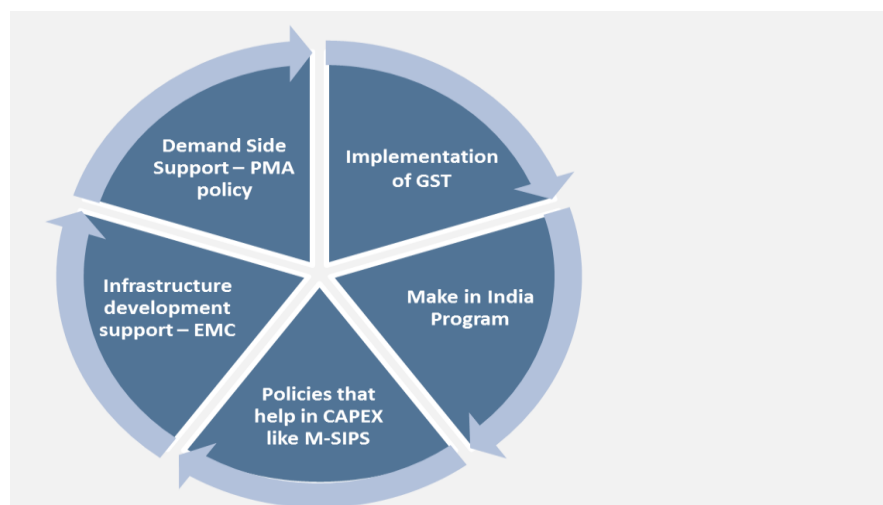 Implementation
of GST
Make in India
Program
Policies that
help in CAPEX
like M-SIPS
Infrastructure
development
support – EMC
Demand Side
Support – PMA
policy